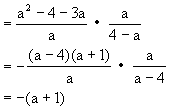 = a² − 4 − 3a / a • a / 4 − a
= − (a − 4)(a + 1) / a • a / a − 4
= −(a + 1)